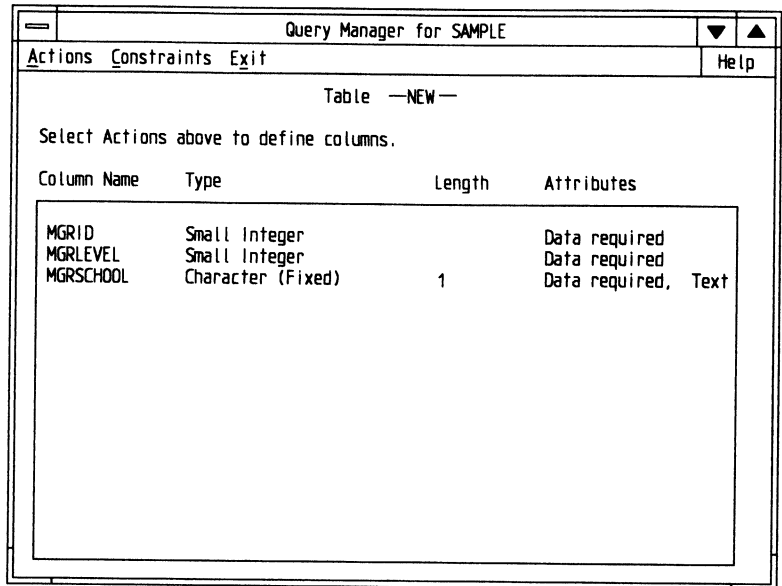 Query Manager for SAMPLE
Actions Constraints Exit Help
Table —NEW—
Select Actions above to define columns.
Column Name Type Length Attributes
MGRID Small Integer Data required
MGRLEVEL Small Integer Data required
MGRSCHOOL Character (Fixed) 1 Data required, Text